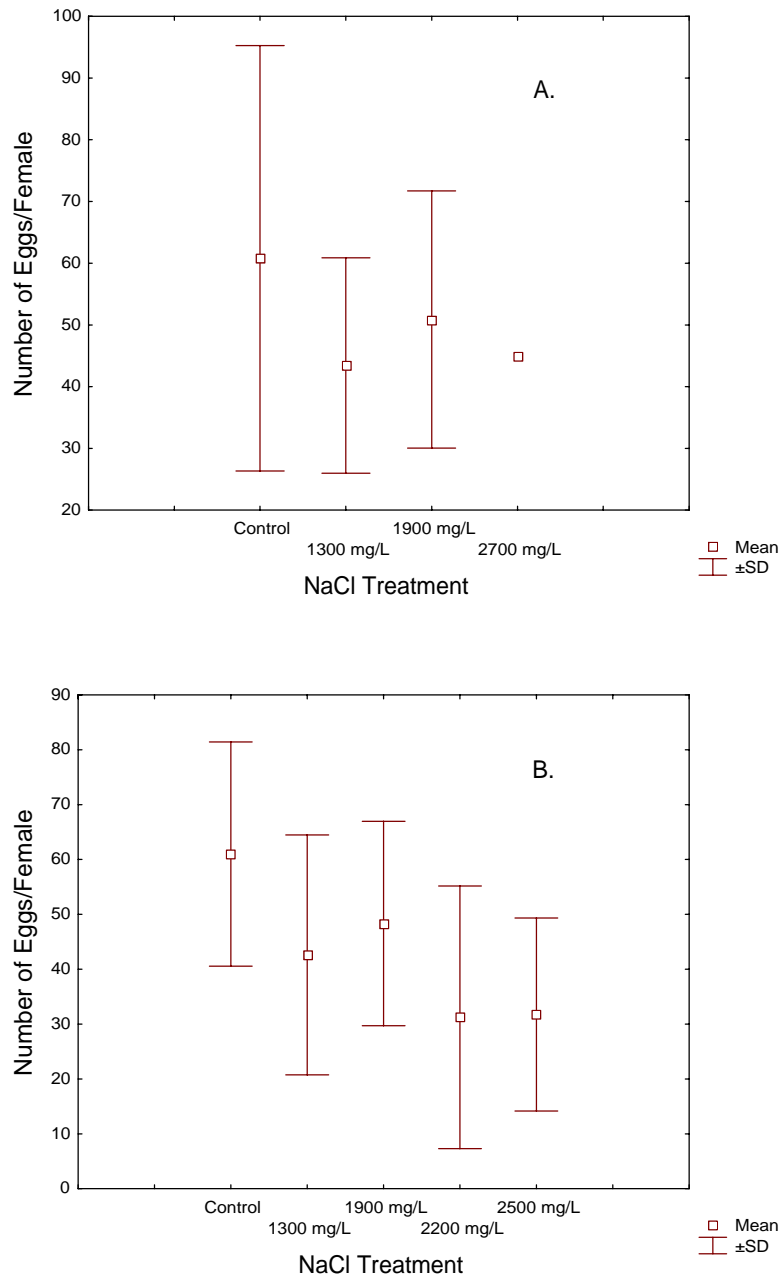 100
90
80
70
60
50
40
30
20
Number of Eggs/Female
A.
Control
1900 mg/L
1300 mg/L
2700 mg/L
NaCl Treatment
Mean
±SD
90
80
70
60
50
40
30
20
10
0
Number of Eggs/Female
B.
Control
1900 mg/L
2500 mg/L
1300 mg/L
2200 mg/L
NaCl Treatment
Mean
±SD